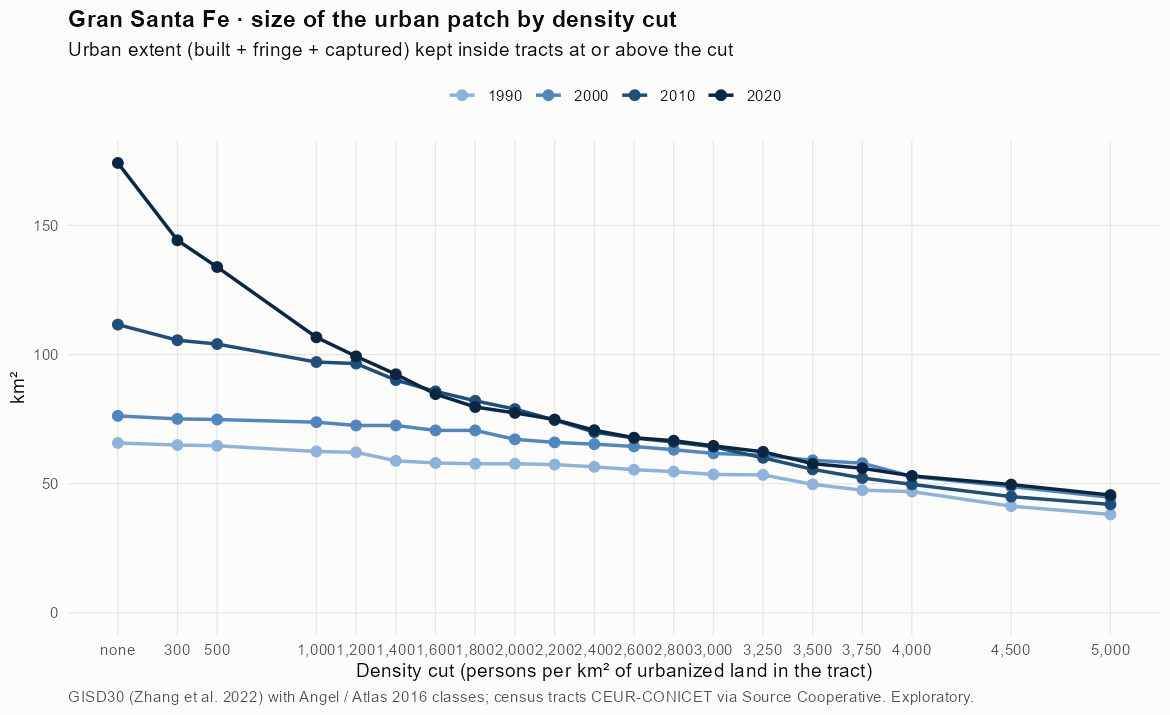 Gran Santa Fe · size of the urban patch by density cut
Urban extent (built + fringe + captured) kept inside tracts at or above the cut
1990 2000 2010 2020
150
100
50
0
km²
none 300 500 1,000 1,200 1,400 1,600 1,800 2,000 2,200 2,400 2,600 2,800 3,000 3,250 3,500 3,750 4,000 4,500 5,000
Density cut (persons per km² of urbanized land in the tract)
GISD30 (Zhang et al. 2022) with Angel / Atlas 2016 classes; census tracts CEUR-CONICET via Source Cooperative. Exploratory.